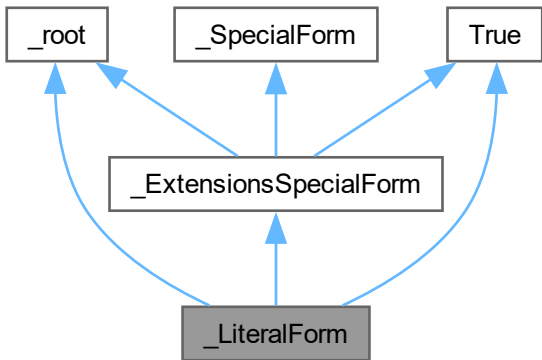 _root
_SpecialForm
True
_ExtensionsSpecialForm
_LiteralForm